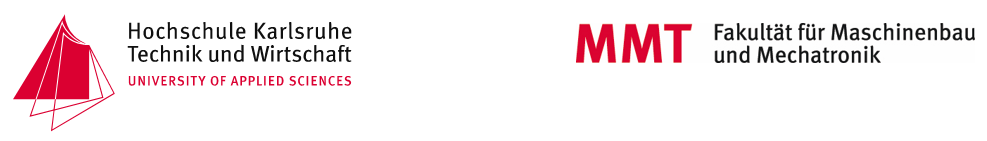 Hochschule Karlsruhe
Technik und Wirtschaft
UNIVERSITY OF APPLIED SCIENCES
MMT
Fakultät für Maschinenbau
und Mechatronik